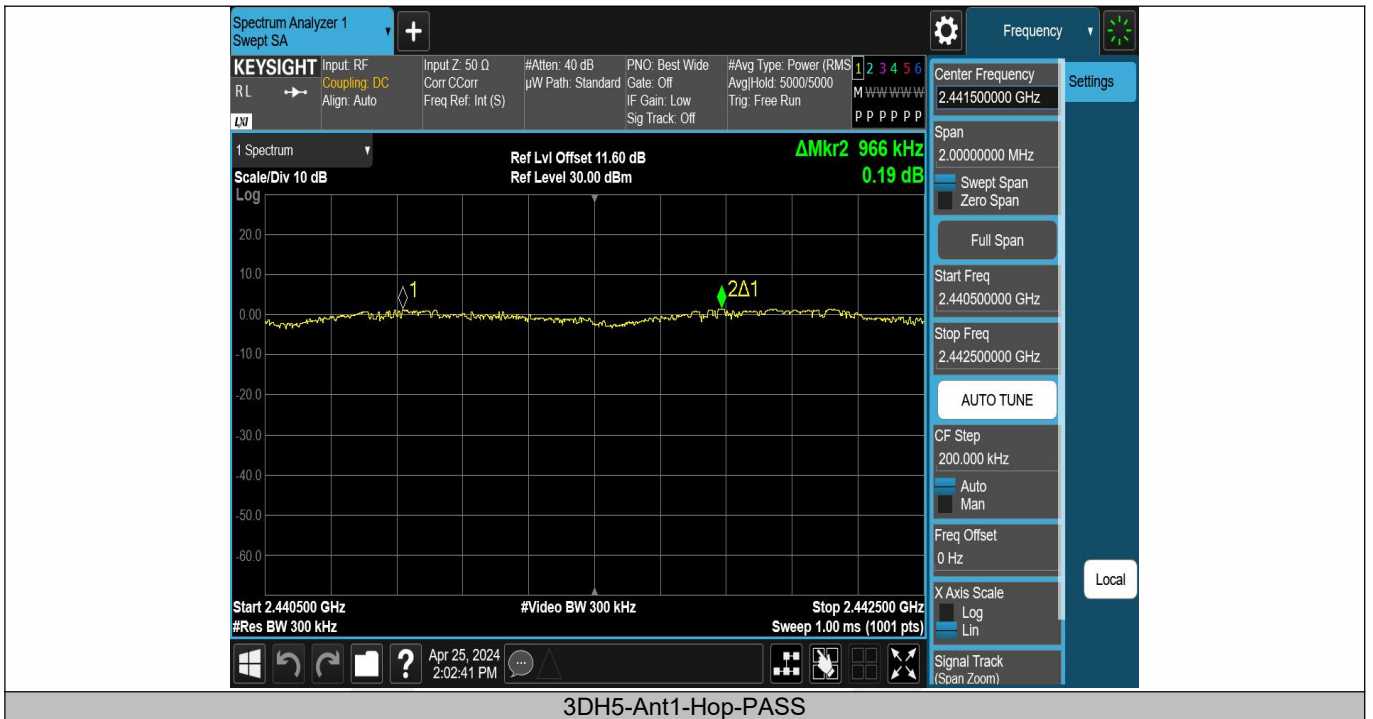 Spectrum Analyzer 1
Swept SA
+
Frequency
KEYSIGHT
RL
LXI
Input: RF
Coupling: DC
Align: Auto
Input Z: 50 Ω
Corr CCorr
Freq Ref: Int (S)
#Atten: 40 dB
µW Path: Standard
PNO: Best Wide
Gate: Off
IF Gain: Low
Sig Track: Off
#Avg Type: Power (RMS
Avg|Hold: 5000/5000
Trig: Free Run
1 2 3 4 5 6
M W W W W W
P P P P P P
1 Spectrum
Scale/Div 10 dB
Log
Ref Lvl Offset 11.60 dB
Ref Level 30.00 dBm
ΔMkr2 966 kHz
0.19 dB
20.0
10.0
0.00
-10.0
-20.0
-30.0
-40.0
-50.0
-60.0
1
2Δ1
Start 2.440500 GHz
#Res BW 300 kHz
#Video BW 300 kHz
Stop 2.442500 GHz
Sweep 1.00 ms (1001 pts)
?
Apr 25, 2024
2:02:41 PM
Center Frequency
2.441500000 GHz
Settings
Span
2.00000000 MHz
Swept Span
Zero Span
Full Span
Start Freq
2.440500000 GHz
Stop Freq
2.442500000 GHz
AUTO TUNE
CF Step
200.000 kHz
Auto
Man
Freq Offset
0 Hz
X Axis Scale
Log
Lin
Local
Signal Track
(Span Zoom)
3DH5-Ant1-Hop-PASS